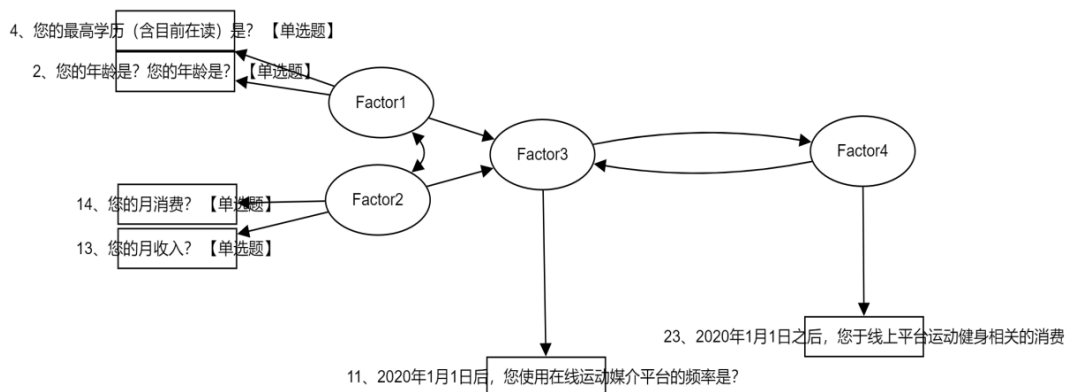 4、您的最高学历（含目前在读）是？ 【单选题】
2、您的年龄是？您的年龄是？ 【单选题】
Factor1
Factor3
Factor4
14、您的月消费？ 【单选题】
Factor2
13、您的月收入？ 【单选题】
23、2020年1月1日之后，您于线上平台运动健身相关的消费
11、2020年1月1日后，您使用在线运动媒介平台的频率是？